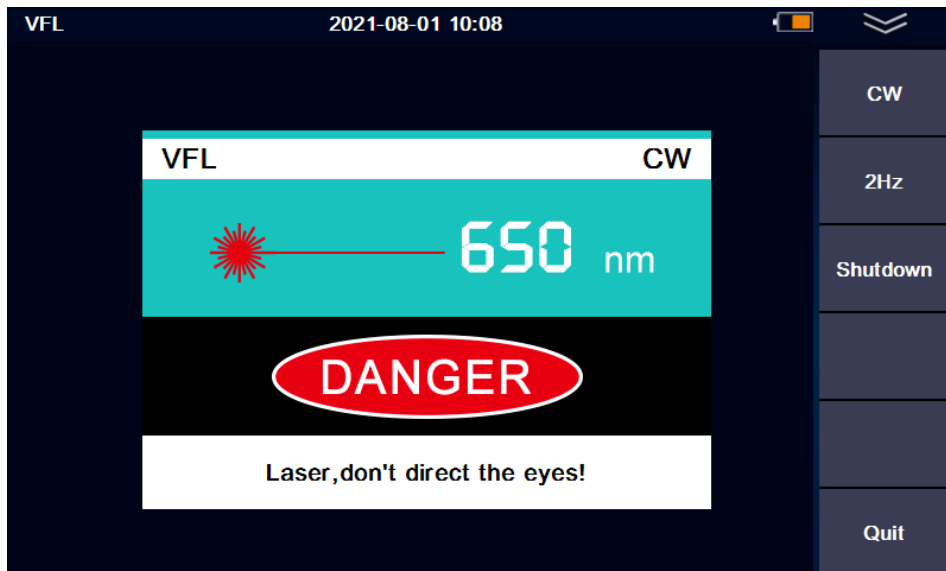 VFL 2021-08-01 10:08
CW
2Hz
Shutdown
Quit
VFL CW
650 nm
DANGER
Laser,don't direct the eyes!